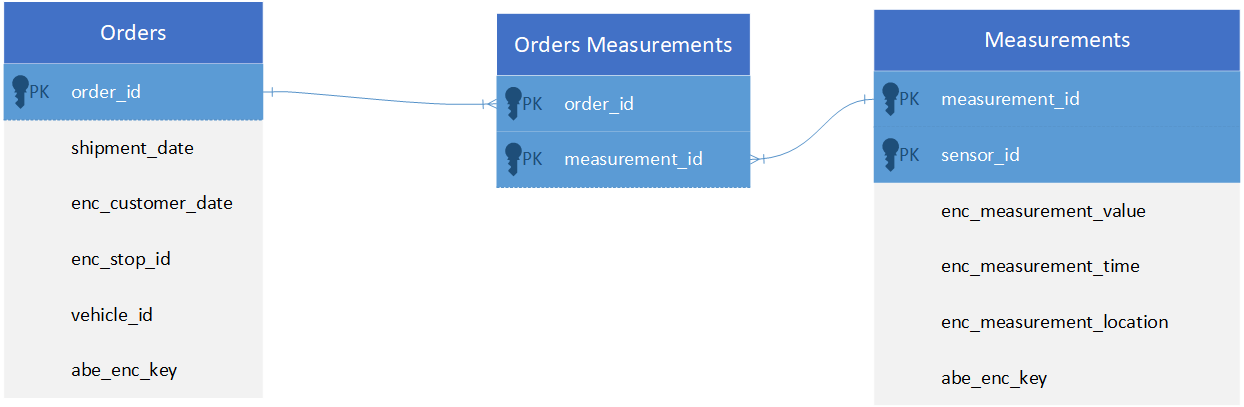 Orders
PK order_id
shipment_date
enc_customer_date
enc_stop_id
vehicle_id
abe_enc_key
Orders Measurements
PK order_id
PK measurement_id
Measurements
PK measurement_id
PK sensor_id
enc_measurement_value
enc_measurement_time
enc_measurement_location
abe_enc_key